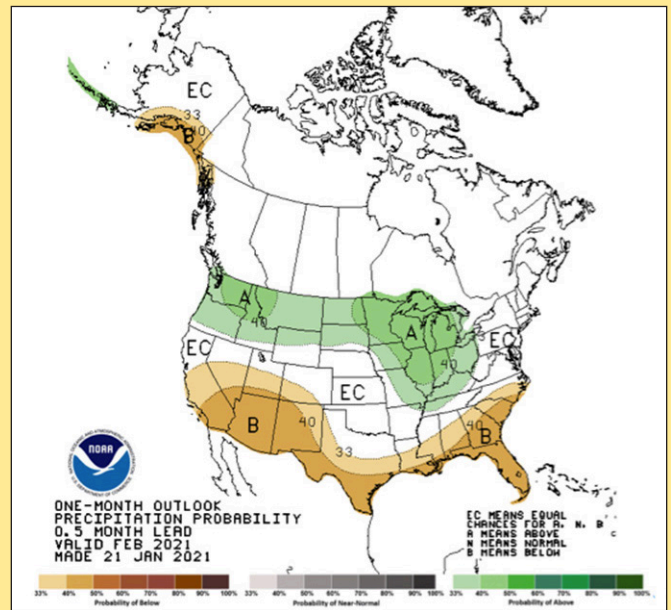 EC
33
40
B
A
40
A
EC
EC
40
EC
B
40
33
40
B
NOAA
ONE-MONTH OUTLOOK
PRECIPITATION PROBABILITY
0.5 MONTH LEAD
VALID FEB 2021
MADE 21 JAN 2021
EC MEANS EQUAL
CHANCES FOR A, N, B
A MEANS ABOVE
N MEANS NORMAL
B MEANS BELOW
33% 40% 50% 60% 70% 80% 90% 100%
Probability of Below
33% 40% 50% 60% 70% 80% 90% 100%
Probability of Near-Normal
33% 40% 50% 60% 70% 80% 90% 100%
Probability of Above